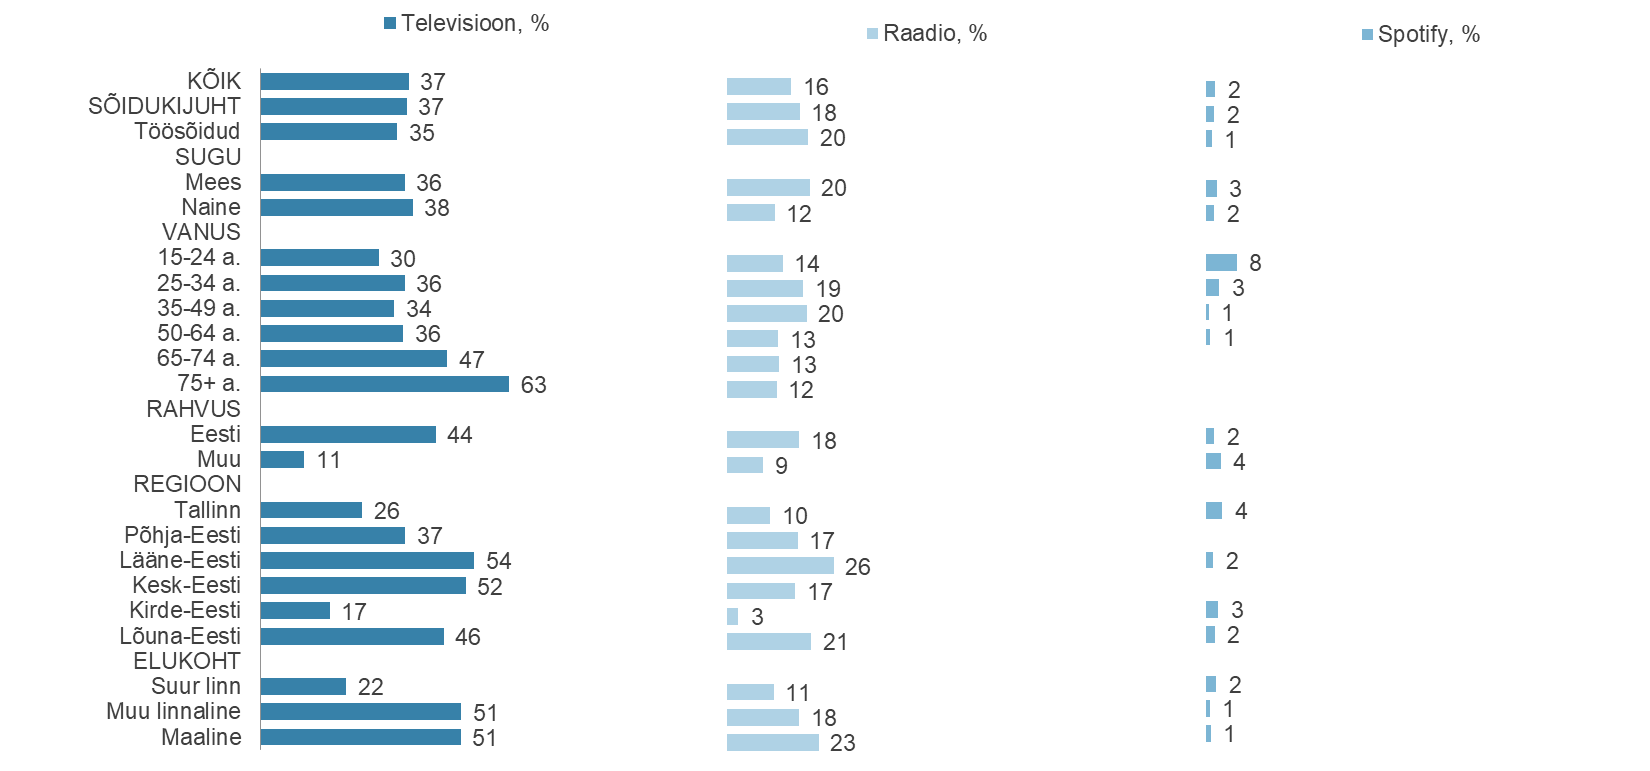 Televisioon, % Raadio, % Spotify, %
KÕIK 37 16 2
SÕIDUKIJUHT 37 18 2
Töösõidud 35 20 1
SUGU
Mees 36 20 3
Naine 38 12 2
VANUS
15-24 a. 30 14 8
25-34 a. 36 19 3
35-49 a. 34 20 1
50-64 a. 36 13 1
65-74 a. 47 13
75+ a. 63 12
RAHVUS
Eesti 44 18 2
Muu 11 9 4
REGIOON
Tallinn 26 10 4
Põhja-Eesti 37 17
Lääne-Eesti 54 26 2
Kesk-Eesti 52 17
Kirde-Eesti 17 3 3
Lõuna-Eesti 46 21 2
ELUKOHT
Suur linn 22 11 2
Muu linnaline 51 18 1
Maaline 51 23 1